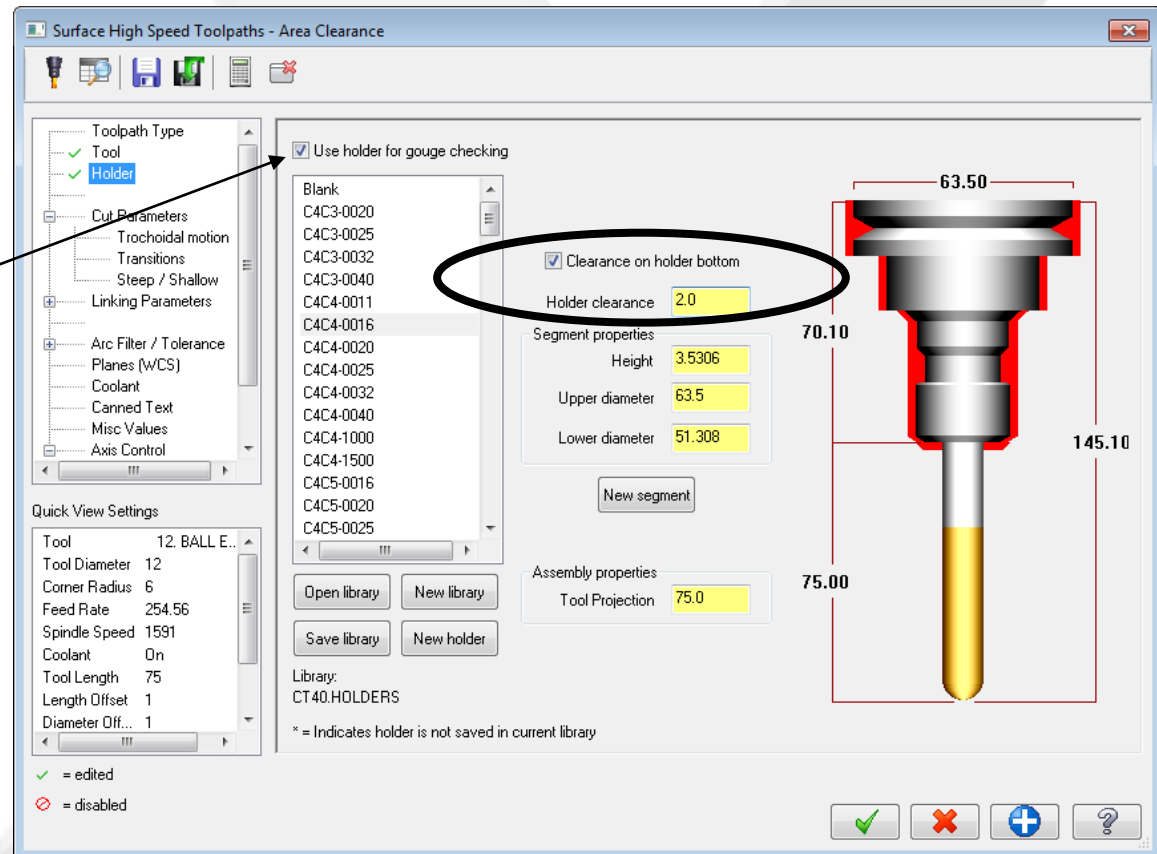 Surface High Speed Toolpaths - Area Clearance
Toolpath Type
Tool
Holder
Cut Parameters
Trochoidal motion
Transitions
Steep / Shallow
Linking Parameters
Arc Filter / Tolerance
Planes (WCS)
Coolant
Canned Text
Misc Values
Axis Control
Quick View Settings
Tool 12. BALL E..
Tool Diameter 12
Corner Radius 6
Feed Rate 254.56
Spindle Speed 1591
Coolant On
Tool Length 75
Length Offset 1
Diameter Off... 1
= edited
= disabled
Use holder for gouge checking
Blank
C4C3-0020
C4C3-0025
C4C3-0032
C4C3-0040
C4C4-0011
C4C4-0016
C4C4-0020
C4C4-0025
C4C4-0032
C4C4-0040
C4C4-1000
C4C4-1500
C4C5-0016
C4C5-0020
C4C5-0025
Open library New library
Save library New holder
Library:
CT40.HOLDERS
* = Indicates holder is not saved in current library
Clearance on holder bottom
Holder clearance 2.0
Segment properties
Height 3.5306
Upper diameter 63.5
Lower diameter 51.308
New segment
Assembly properties
Tool Projection 75.0
63.50
70.10
145.10
75.00